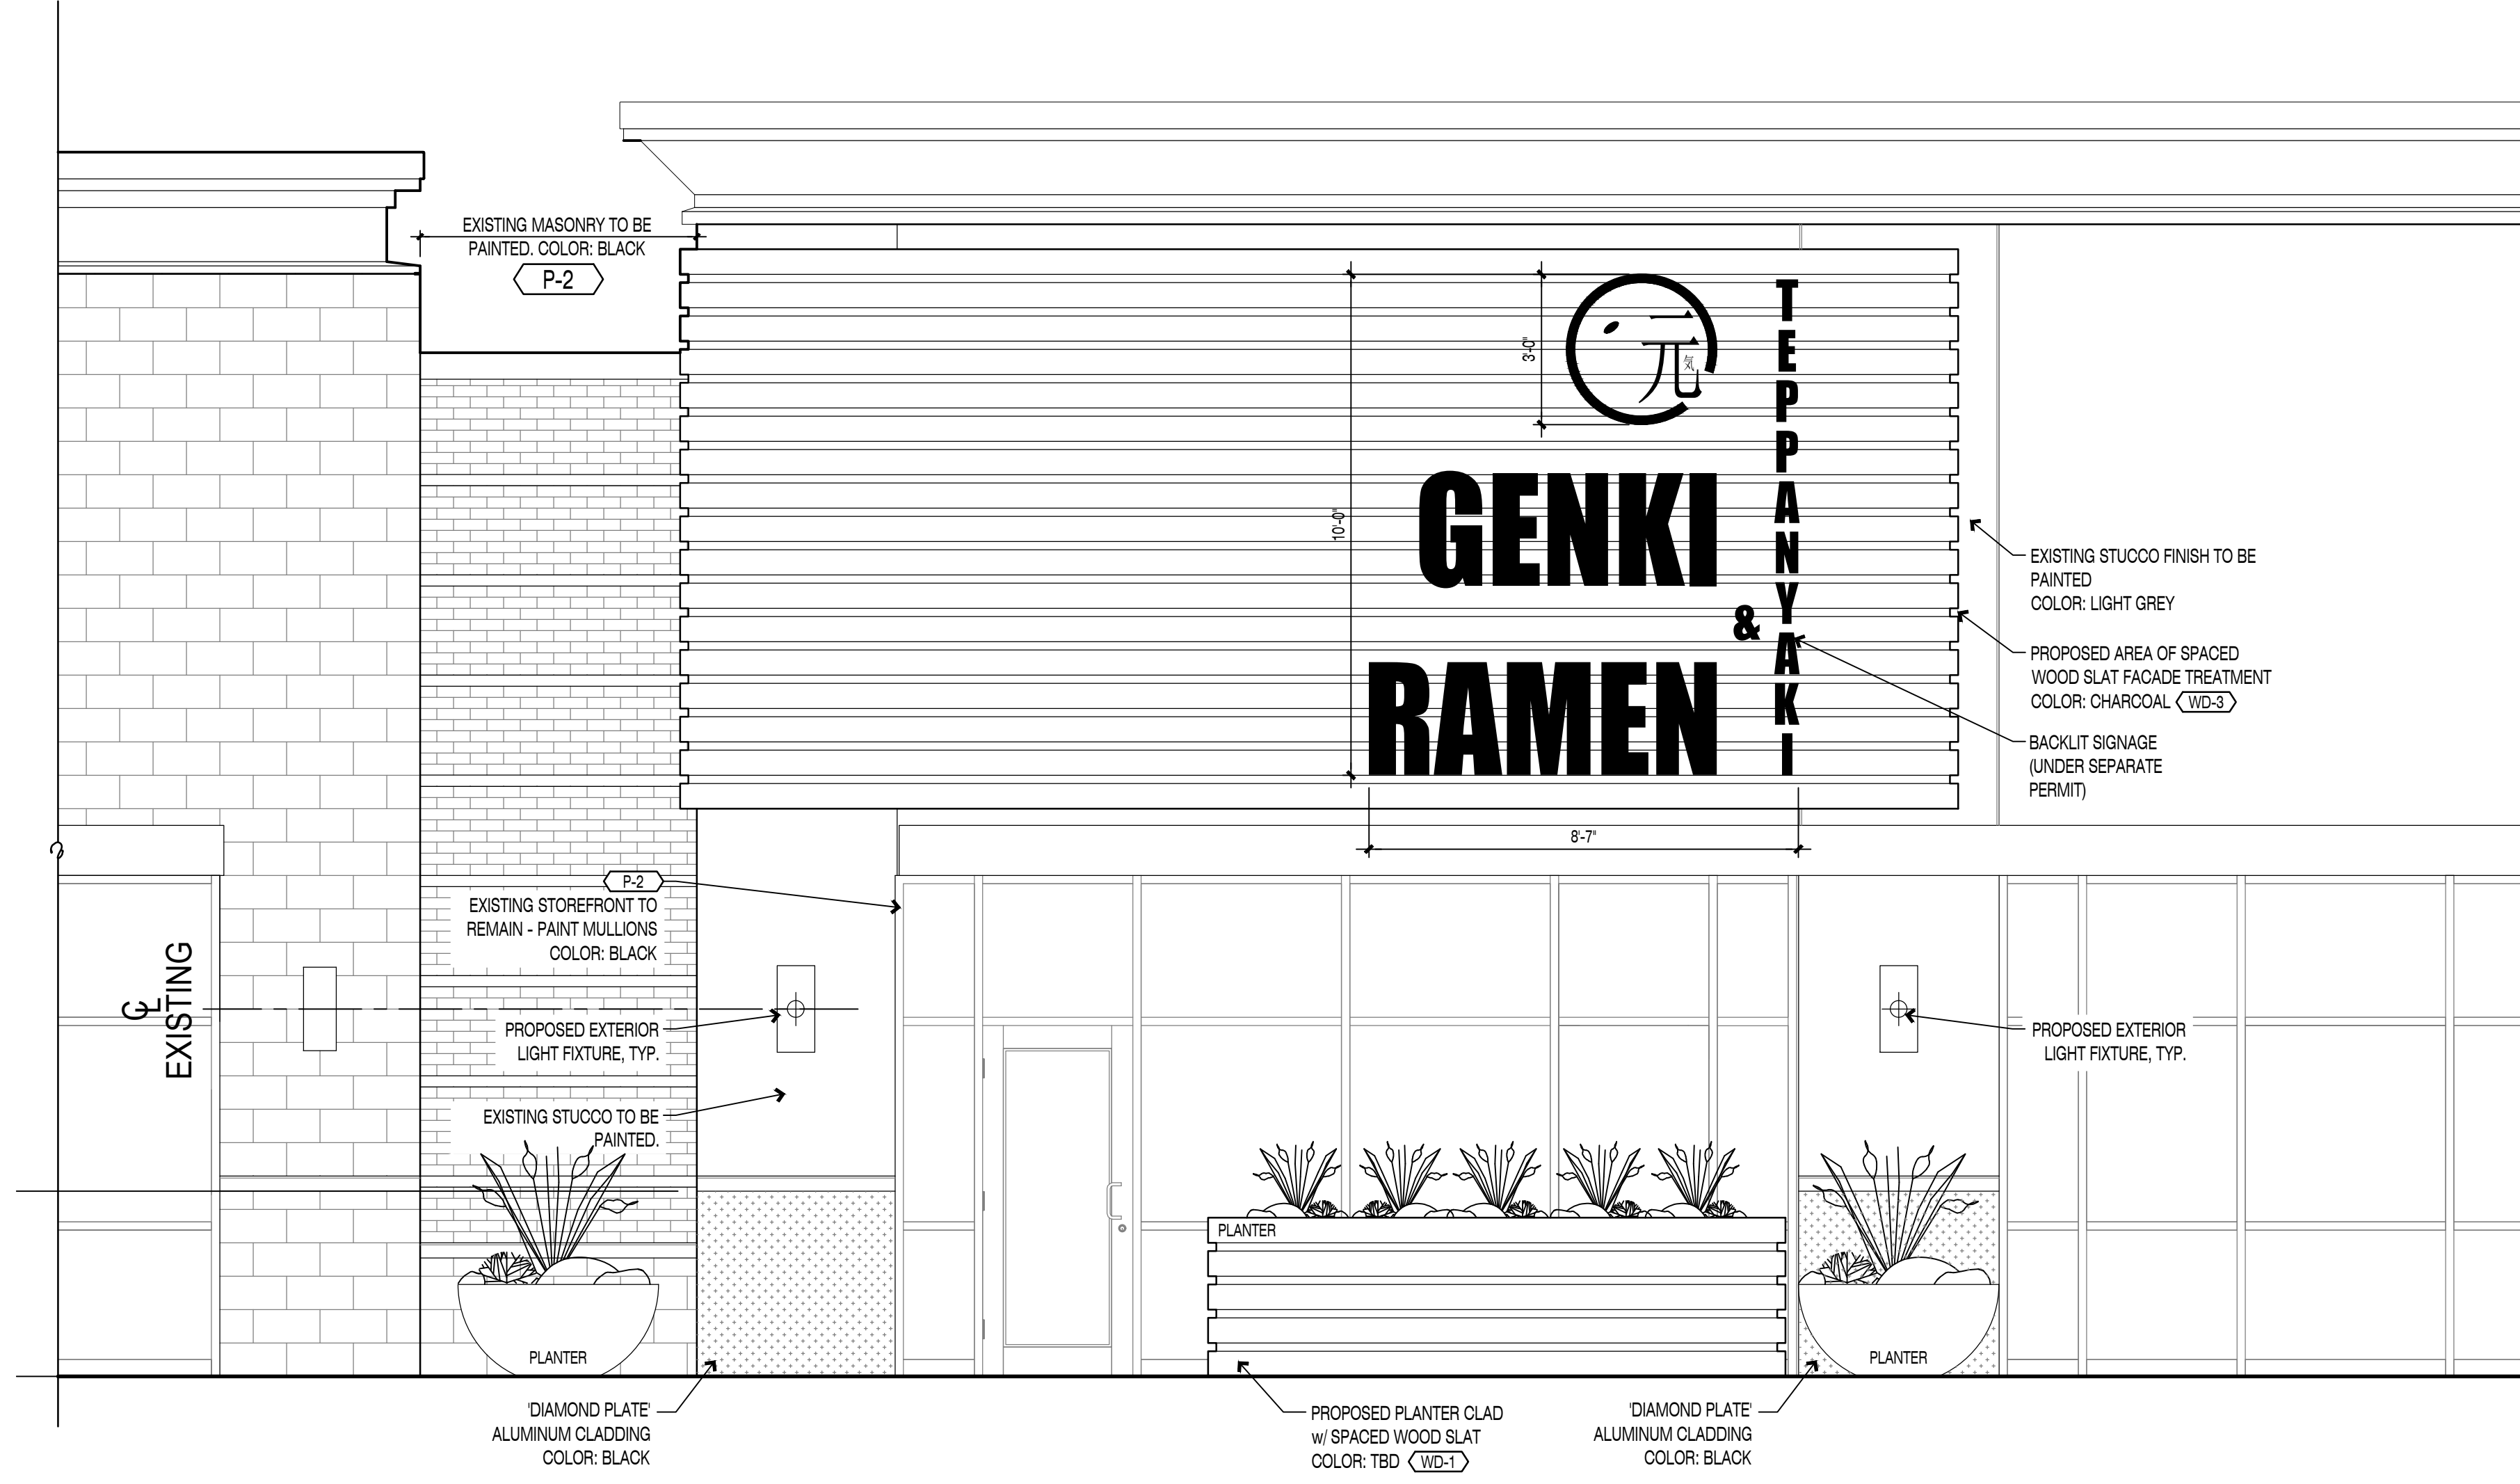 EXISTING MASONRY TO BE
PAINTED. COLOR: BLACK
P-2
3'-0"
元
気
TEPPANYAKI
10'-0"
GENKI
&
RAMEN
EXISTING STUCCO FINISH TO BE
PAINTED
COLOR: LIGHT GREY
PROPOSED AREA OF SPACED
WOOD SLAT FACADE TREATMENT
COLOR: CHARCOAL WD-3
BACKLIT SIGNAGE
(UNDER SEPARATE
PERMIT)
8'-7"
P-2
EXISTING STOREFRONT TO
REMAIN - PAINT MULLIONS
COLOR: BLACK
CL
EXISTING
PROPOSED EXTERIOR
LIGHT FIXTURE, TYP.
PROPOSED EXTERIOR
LIGHT FIXTURE, TYP.
EXISTING STUCCO TO BE
PAINTED.
PLANTER
PLANTER
PLANTER
'DIAMOND PLATE'
ALUMINUM CLADDING
COLOR: BLACK
PROPOSED PLANTER CLAD
w/ SPACED WOOD SLAT
COLOR: TBD WD-1
'DIAMOND PLATE'
ALUMINUM CLADDING
COLOR: BLACK